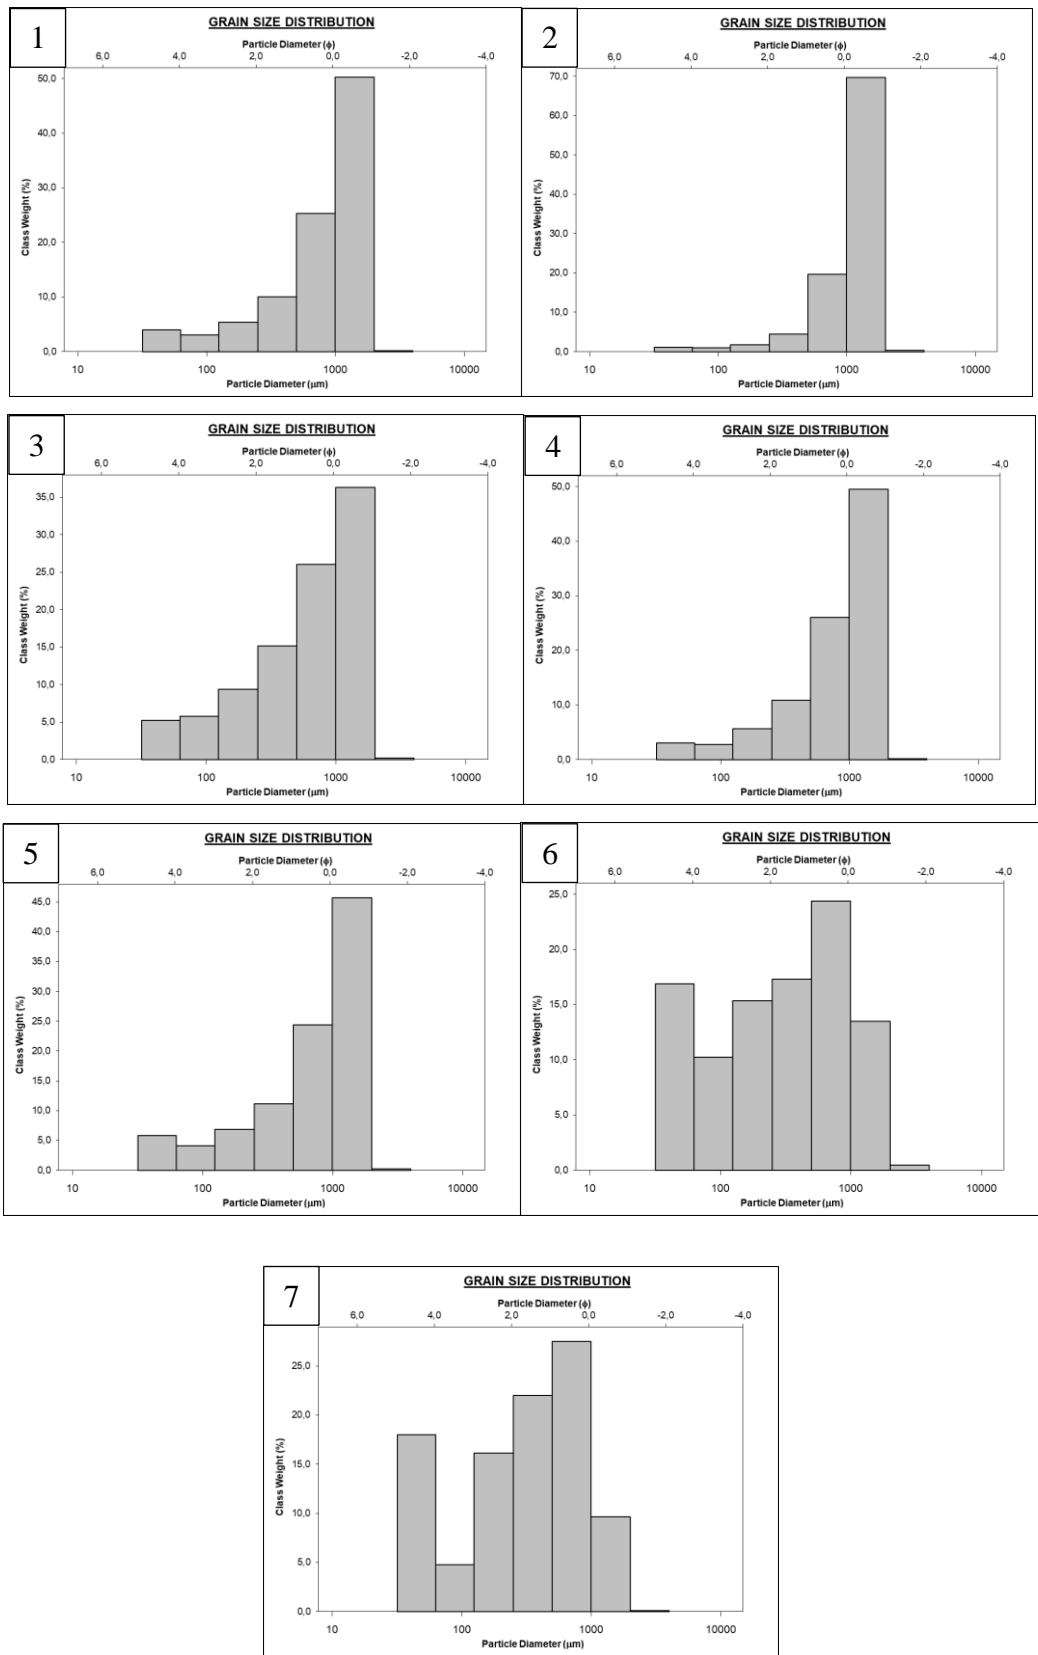 1
GRAIN SIZE DISTRIBUTION
Particle Diameter (ϕ)
6,0 4,0 2,0 0,0 -2,0 -4,0
Class Weight (%)
50,0
40,0
30,0
20,0
10,0
0,0
10 100 1000 10000
Particle Diameter (μm)
2
GRAIN SIZE DISTRIBUTION
Particle Diameter (ϕ)
6,0 4,0 2,0 0,0 -2,0 -4,0
Class Weight (%)
70,0
60,0
50,0
40,0
30,0
20,0
10,0
0,0
10 100 1000 10000
Particle Diameter (μm)
3
GRAIN SIZE DISTRIBUTION
Particle Diameter (ϕ)
6,0 4,0 2,0 0,0 -2,0 -4,0
Class Weight (%)
35,0
30,0
25,0
20,0
15,0
10,0
5,0
0,0
10 100 1000 10000
Particle Diameter (μm)
4
GRAIN SIZE DISTRIBUTION
Particle Diameter (ϕ)
6,0 4,0 2,0 0,0 -2,0 -4,0
Class Weight (%)
50,0
40,0
30,0
20,0
10,0
0,0
10 100 1000 10000
Particle Diameter (μm)
5
GRAIN SIZE DISTRIBUTION
Particle Diameter (ϕ)
6,0 4,0 2,0 0,0 -2,0 -4,0
Class Weight (%)
45,0
40,0
35,0
30,0
25,0
20,0
15,0
10,0
5,0
0,0
10 100 1000 10000
Particle Diameter (μm)
6
GRAIN SIZE DISTRIBUTION
Particle Diameter (ϕ)
6,0 4,0 2,0 0,0 -2,0 -4,0
Class Weight (%)
25,0
20,0
15,0
10,0
5,0
0,0
10 100 1000 10000
Particle Diameter (μm)
7
GRAIN SIZE DISTRIBUTION
Particle Diameter (ϕ)
6,0 4,0 2,0 0,0 -2,0 -4,0
Class Weight (%)
25,0
20,0
15,0
10,0
5,0
0,0
10 100 1000 10000
Particle Diameter (μm)